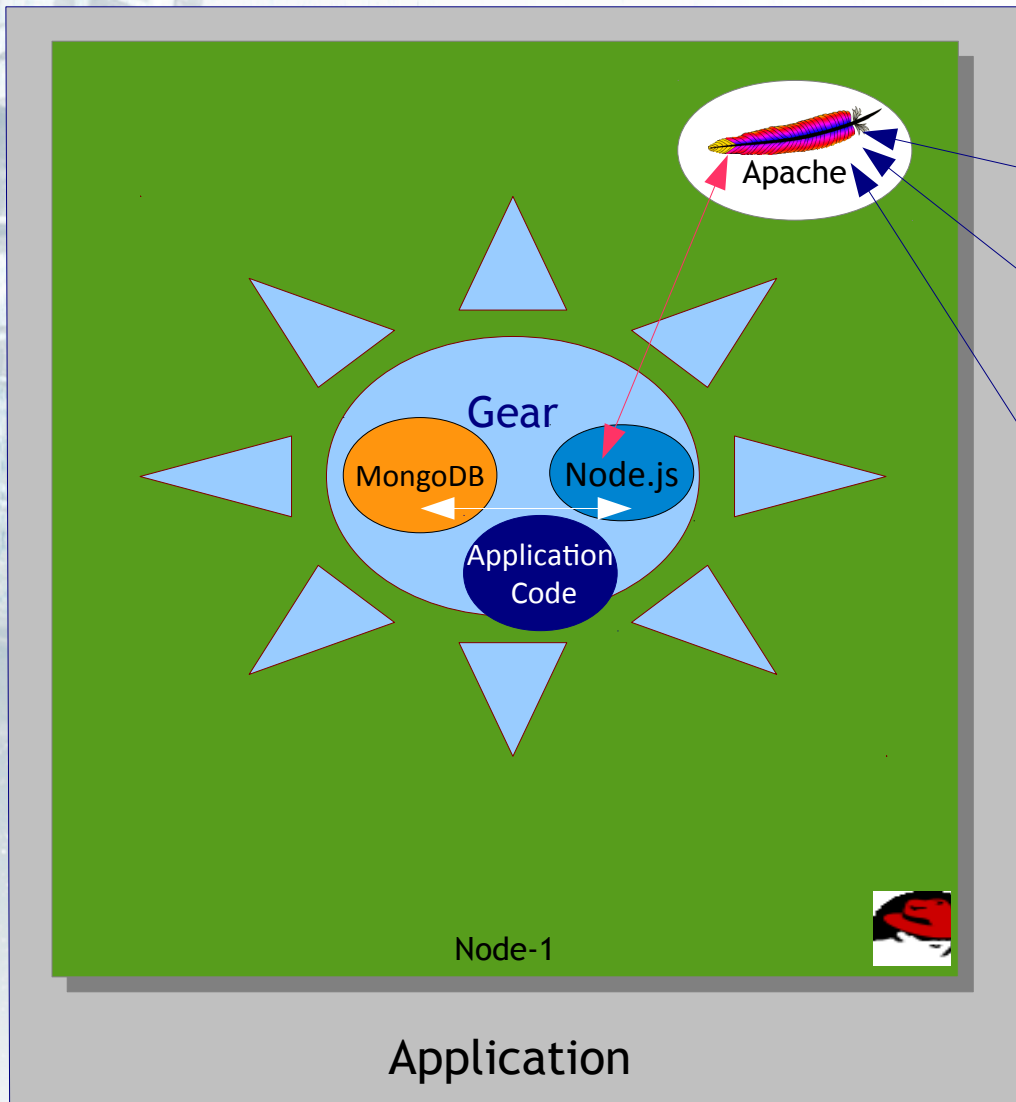 Apache
Gear
MongoDB
Node.js
Application
Code
Node-1
Application